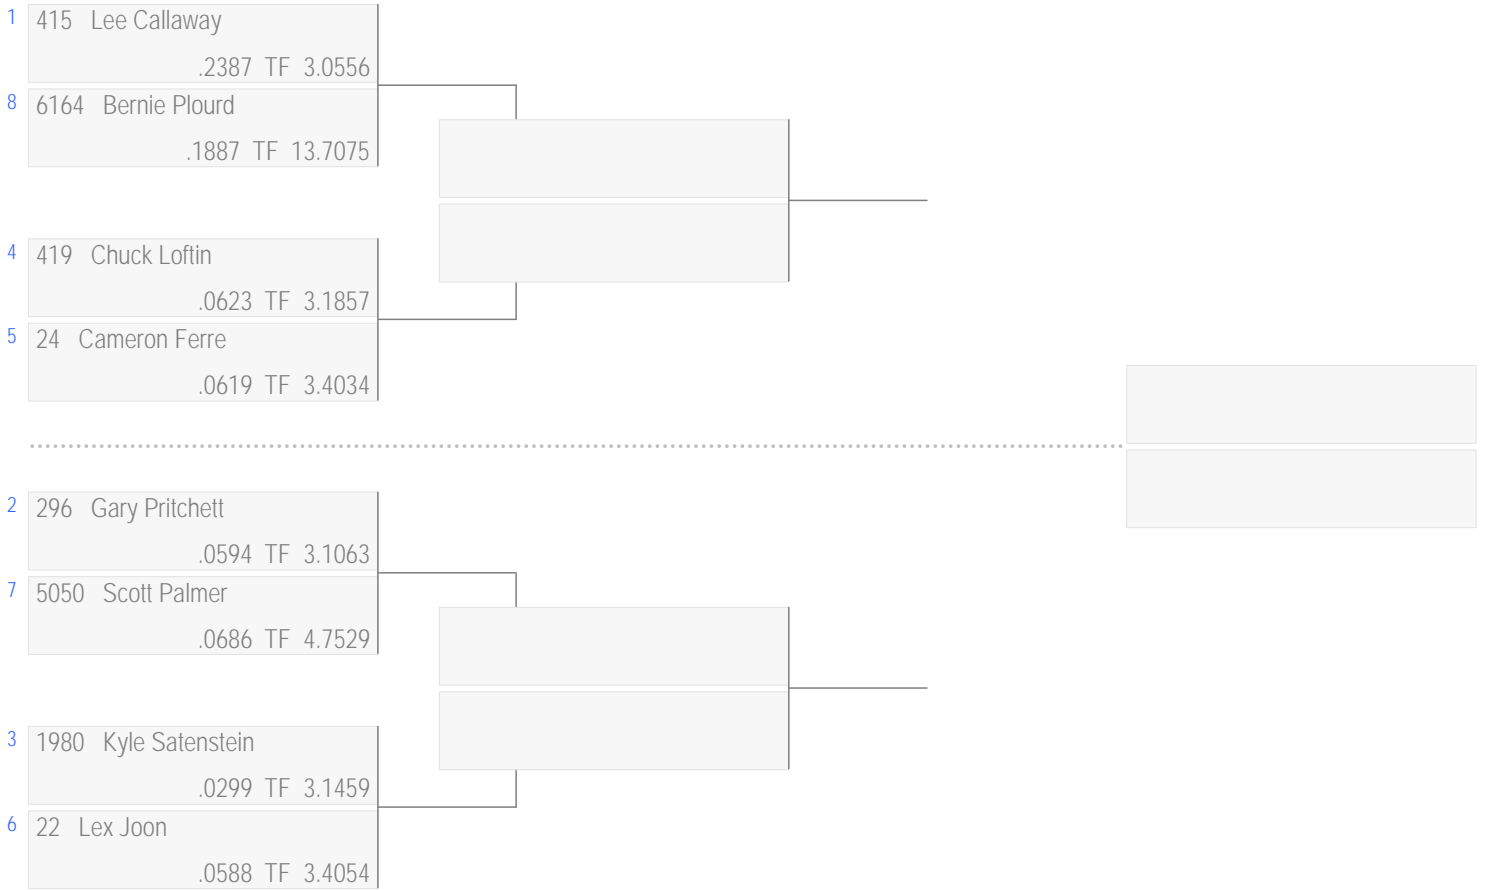 1 415 Lee Callaway
.2387 TF 3.0556
8 6164 Bernie Plourd
.1887 TF 13.7075
4 419 Chuck Loftin
.0623 TF 3.1857
5 24 Cameron Ferre
.0619 TF 3.4034
2 296 Gary Pritchett
.0594 TF 3.1063
7 5050 Scott Palmer
.0686 TF 4.7529
3 1980 Kyle Satenstein
.0299 TF 3.1459
6 22 Lex Joon
.0588 TF 3.4054